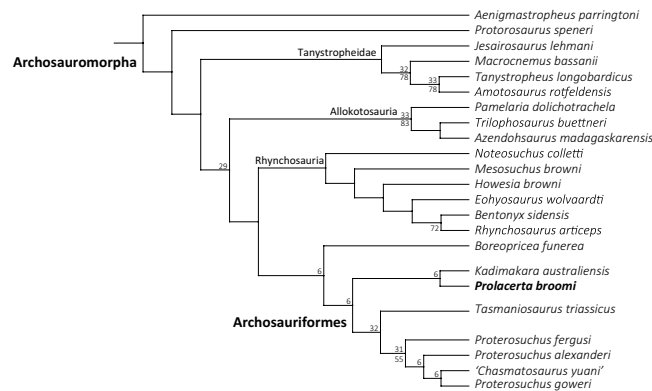 Aenigmastropheus parringtoni
Protorosaurus speneri
Archosauromorpha
Tanystropheidae
Jesairosaurus lehmani
32
78
Macrocnemus bassanii
33
78
Tanystropheus longobardicus
Amotosaurus rotfeldensis
Allokotosauria
33
83
Pamelaria dolichotrachela
Trilophosaurus buettneri
Azendohsaurus madagaskarensis
29
Rhynchosauria
Noteosuchus colletti
Mesosuchus browni
Howesia browni
Eohyosaurus wolvaardti
Bentonyx sidensis
72
Rhynchosaurus articeps
Boreopricea funerea
6
6
Kadimakara australiensis
Prolacerta broomi
6
Archosauriformes
Tasmaniosaurus triassicus
32
Proterosuchus fergusi
31
55
Proterosuchus alexanderi
6
'Chasmatosaurus yuani'
6
Proterosuchus goweri